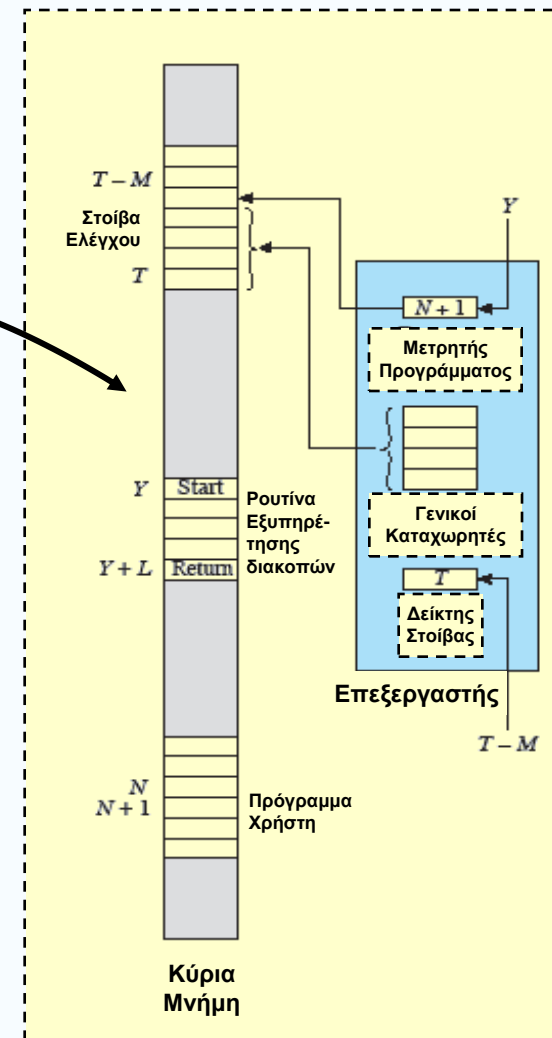 T – M
Στοίβα
Ελέγχου
T
Y
N + 1
Μετρητής
Προγράμματος
Y
Start
Ρουτίνα
Εξυπηρέ-
τησης
διακοπών
Y + L
Return
Γενικοί
Καταχωρητές
T
Δείκτης
Στοίβας
Επεξεργαστής
T – M
N
N + 1
Πρόγραμμα
Χρήστη
Κύρια
Μνήμη